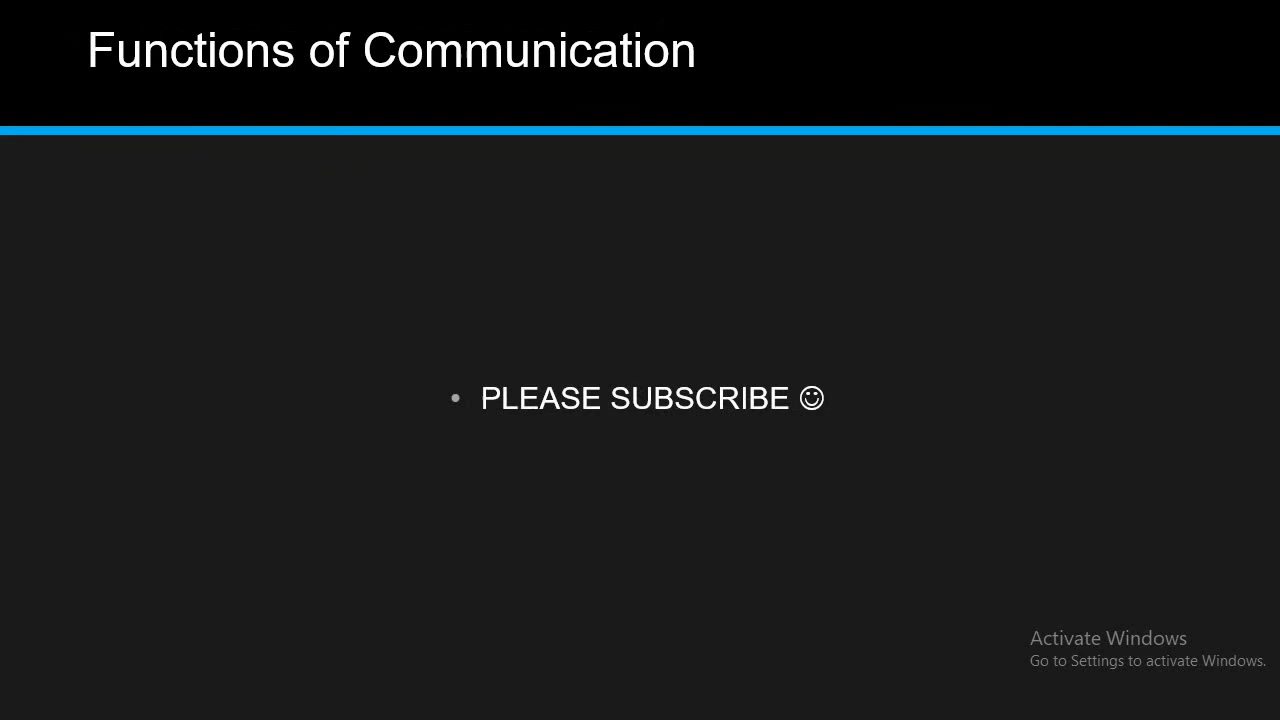 Functions of Communication
• PLEASE SUBSCRIBE ☺
Activate Windows
Go to Settings to activate Windows.